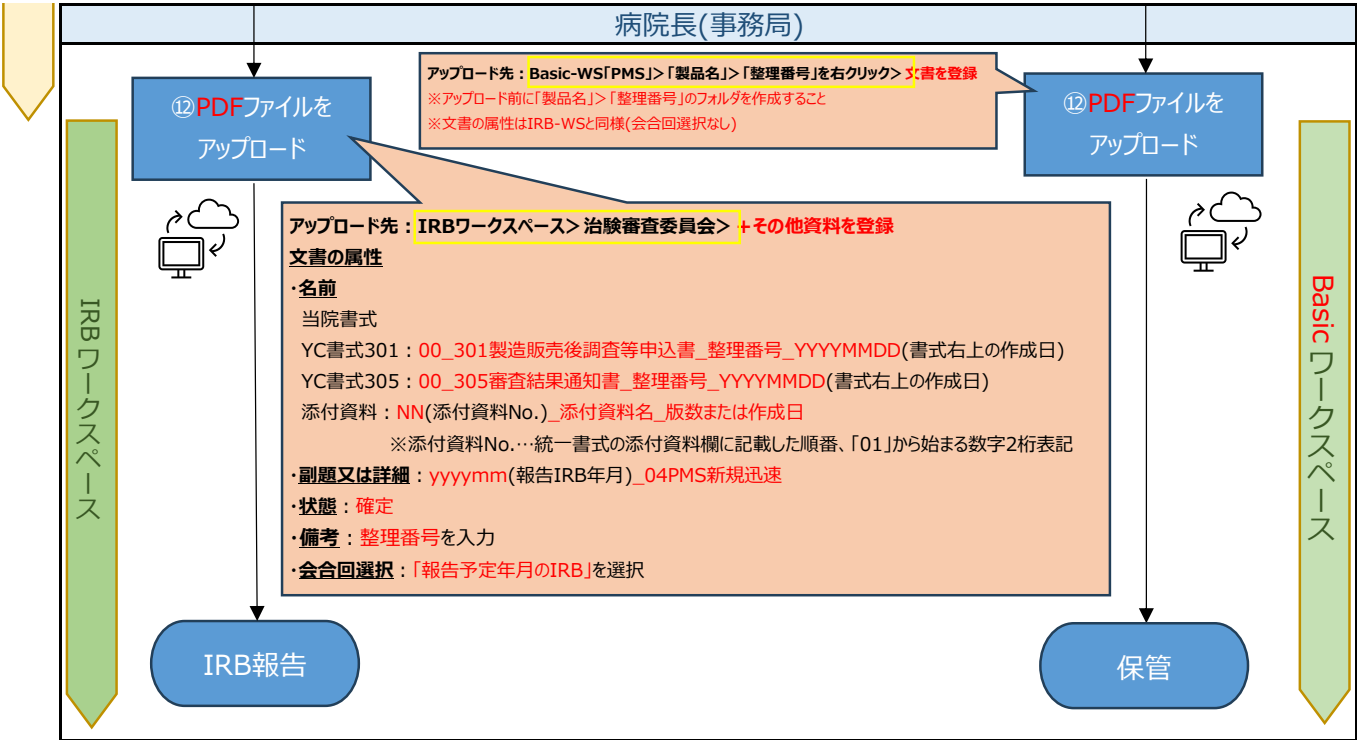 病院長(事務局)
アップロード先：Basic-WS「PMS」>「製品名」>「整理番号」を右クリック> 文書を登録
※アップロード前に「製品名」>「整理番号」のフォルダを作成すること
※文書の属性はIRB-WSと同様(会合回選択なし)
⑫PDFファイルを
アップロード
⑫PDFファイルを
アップロード
アップロード先：IRBワークスペース> 治験審査委員会> +その他資料を登録
文書の属性
・名前
当院書式
YC書式301：00_301製造販売後調査等申込書_整理番号_YYYYMMDD(書式右上の作成日)
YC書式305：00_305審査結果通知書_整理番号_YYYYMMDD(書式右上の作成日)
添付資料：NN(添付資料No.)_添付資料名_版数または作成日
※添付資料No.…統一書式の添付資料欄に記載した順番、「01」から始まる数字2桁表記
・副題又は詳細：yyyymm(報告IRB年月)_04PMS新規迅速
・状態：確定
・備考：整理番号を入力
・会合回選択：「報告予定年月のIRB」を選択
IRBワークスペース
Basicワークスペース
IRB報告
保管